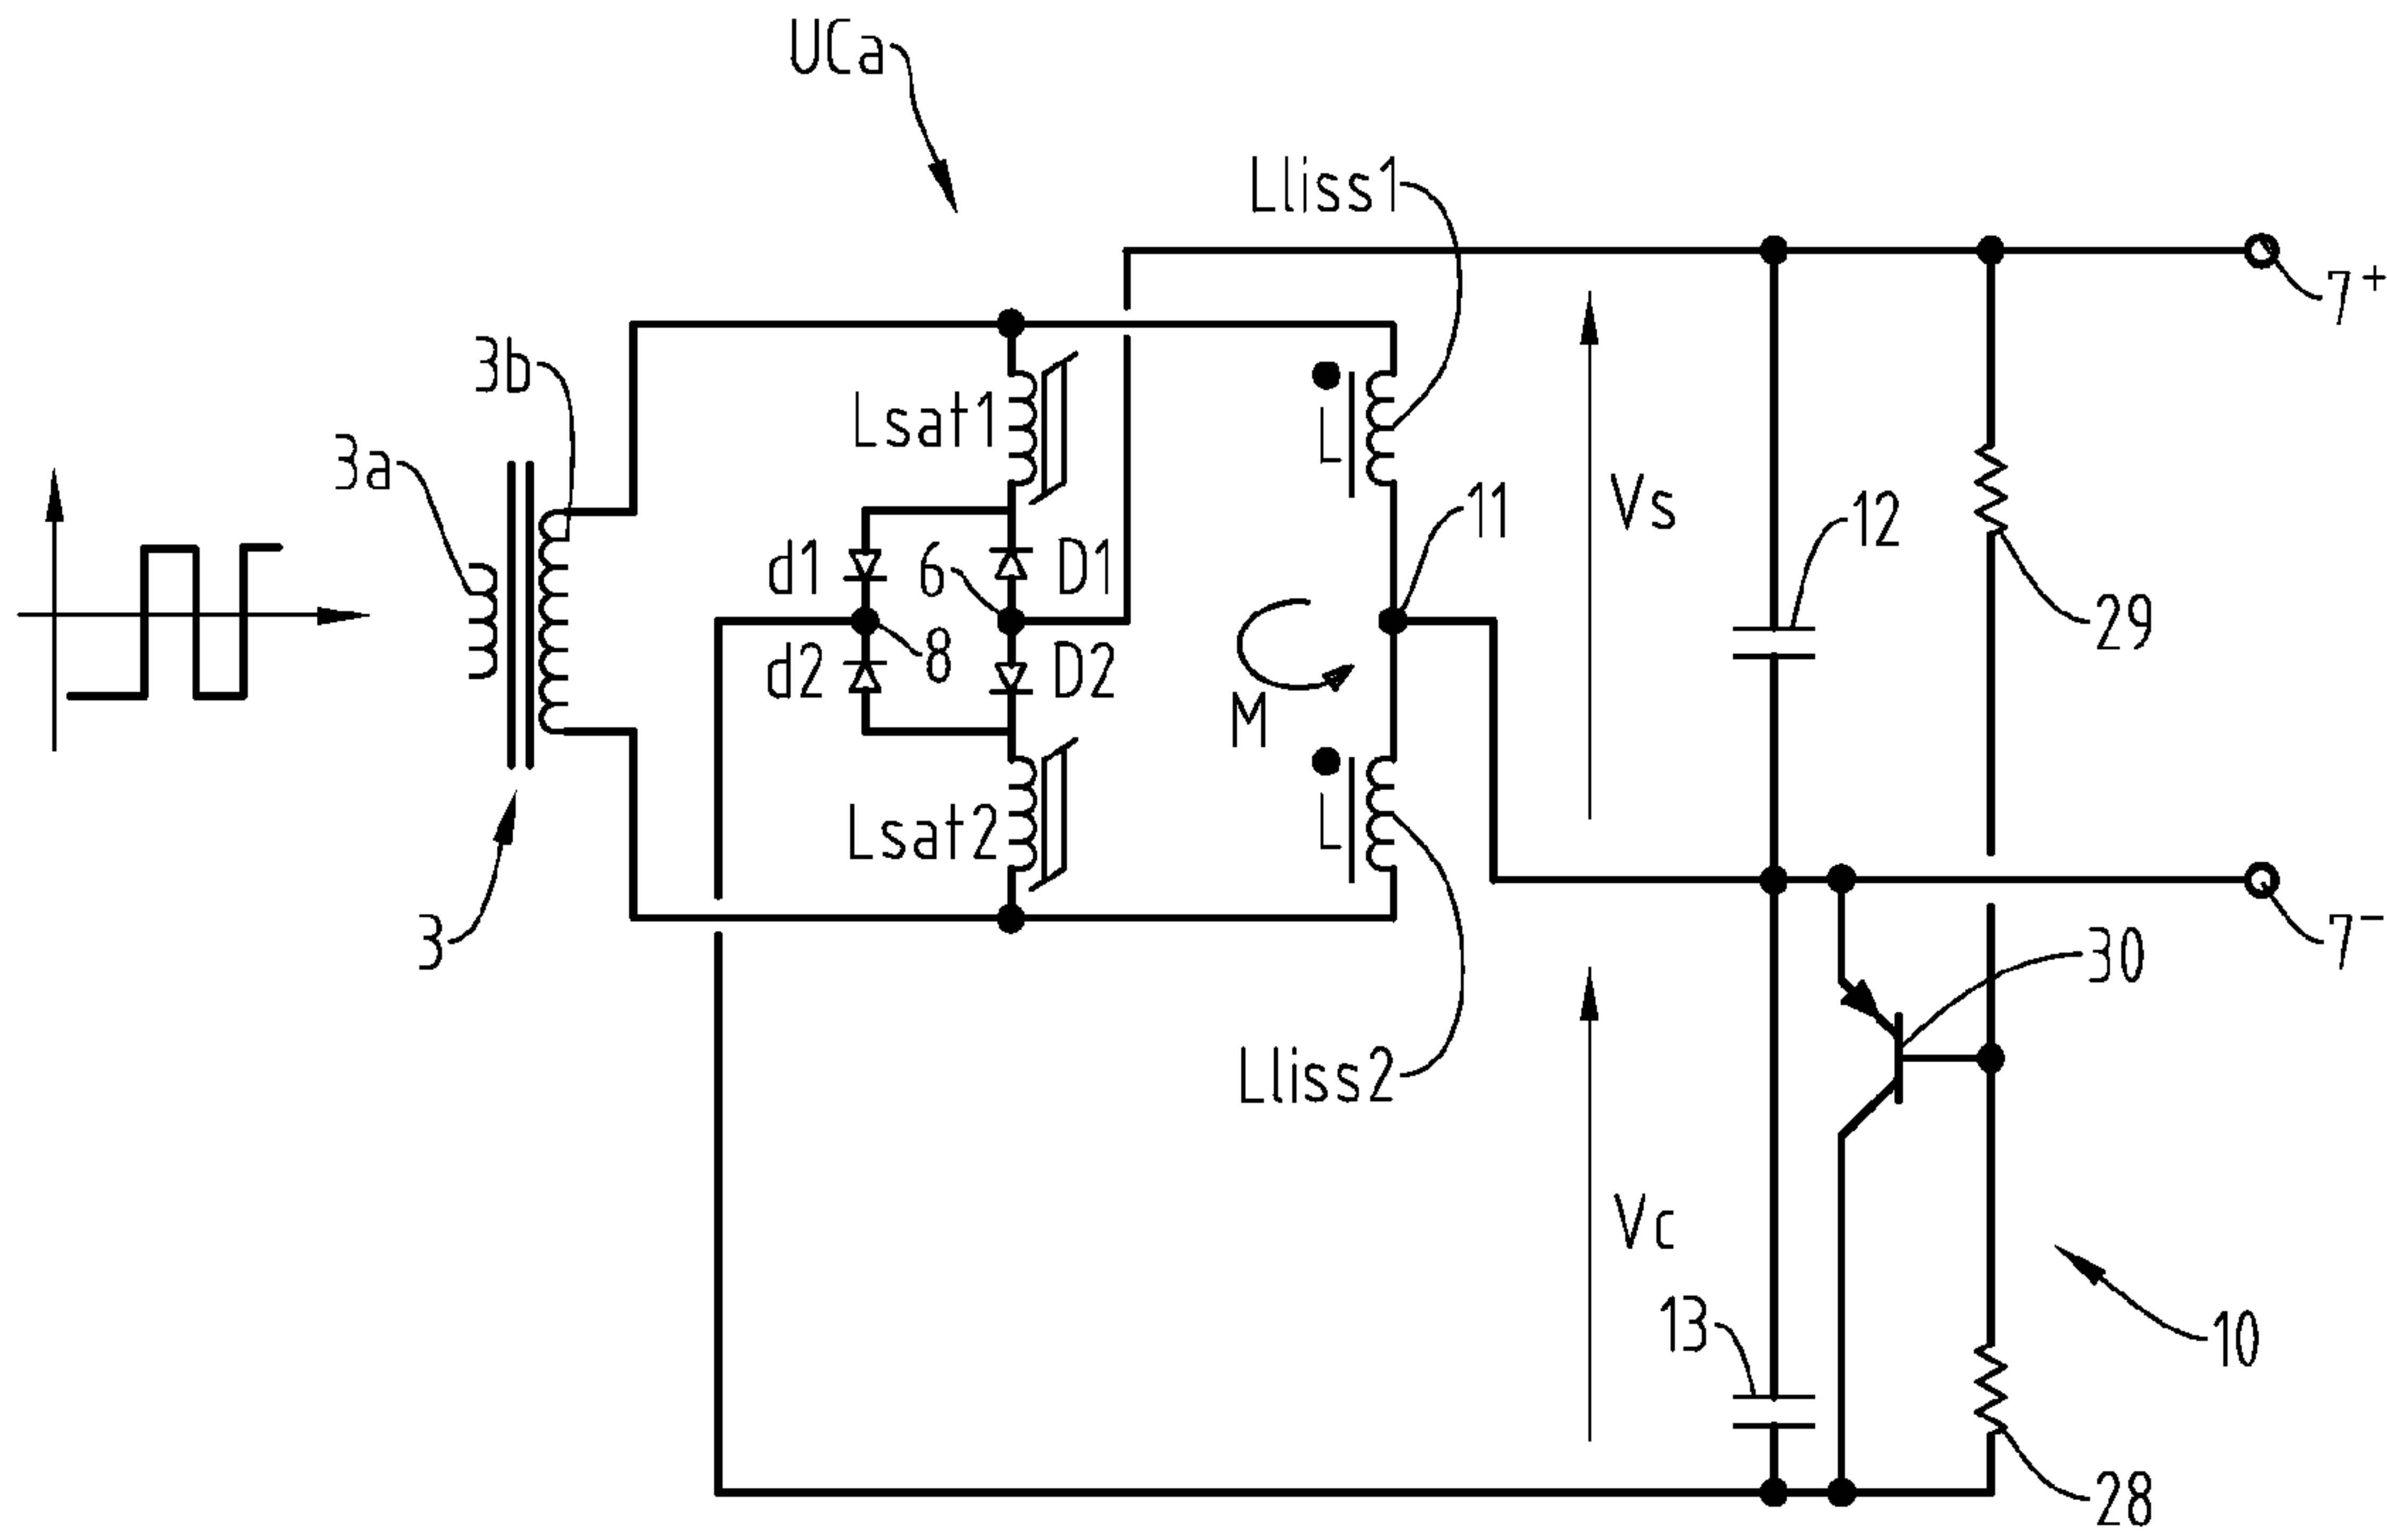 UCa
Lliss1
7+
3b
Lsat1
L
3a
Vs
12
11
d1
6
D1
29
d2
8
D2
M
Lsat2
L
7-
3
30
Lliss2
Vc
13
10
28